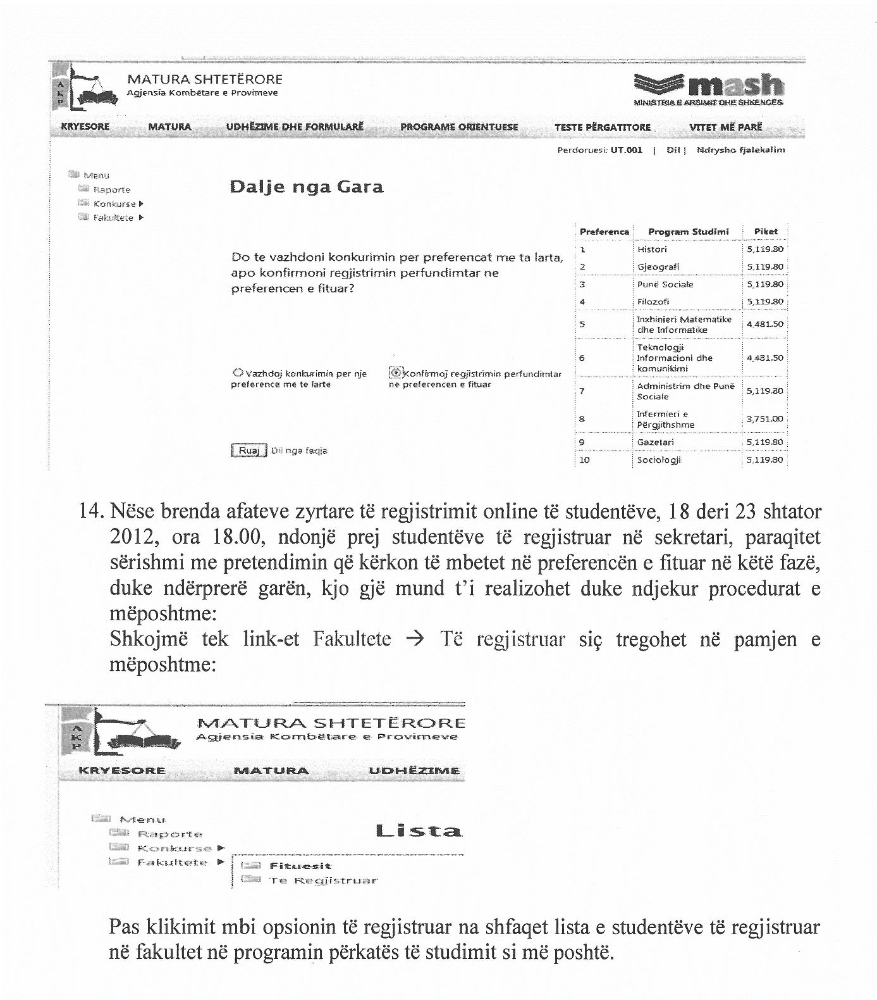 AKP
MATURA SHTETËRORE
Agjensia Kombëtare e Provimeve
mash
MINISTRIA E ARSIMIT DHE SHKENCËS
KRYESORE MATURA UDHËZIME DHE FORMULARË PROGRAME ORIENTUESE TESTE PËRGATITORE VITET MË PARË
Perdoruesi: UT.001 | Dil | Ndrysho fjalekalim
Menu
Raporte
Konkurse
Fakultete
Dalje nga Gara
Do te vazhdoni konkurimin per preferencat me ta larta,
apo konfirmoni regjistrimin perfundimtar ne
preferencen e fituar?
Vazhdoj konkurimin per nje
preference me te larte
Konfirmoj regjistrimin perfundimtar
ne preferencen e fituar
Ruaj Dil nga faqja
Preferenca Program Studimi Piket
1 Histori 5,119.80
2 Gjeografi 5,119.80
3 Punë Sociale 5,119.80
4 Filozofi 5,119.80
5 Inxhinieri Matematike
dhe Informatike 4,481.50
6 Teknologji
Informacioni dhe
komunikimi 4,481.50
7 Administrim dhe Punë
Sociale 5,119.80
8 Infermieri e
Përgjithshme 3,751.00
9 Gazetari 5,119.80
10 Sociologji 5,119.80
14. Nëse brenda afateve zyrtare të regjistrimit online të studentëve, 18 deri 23 shtator
2012, ora 18.00, ndonjë prej studentëve të regjistruar në sekretari, paraqitet
sërishmi me pretendimin që kërkon të mbetet në preferencën e fituar në këtë fazë,
duke ndërprerë garën, kjo gjë mund t’i realizohet duke ndjekur procedurat e
mëposhtme:
Shkojmë tek link-et Fakultete → Të regjistruar siç tregohet në pamjen e
mëposhtme:
AKP
MATURA SHTETËRORE
Agjensia Kombëtare e Provimeve
KRYESORE MATURA UDHËZIME
Menu
Raporte
Konkurse
Fakultete
Lista
Fituesit
Te Regjistruar
Pas klikimit mbi opsionin të regjistruar na shfaqet lista e studentëve të regjistruar
në fakultet në programin përkatës të studimit si më poshtë.